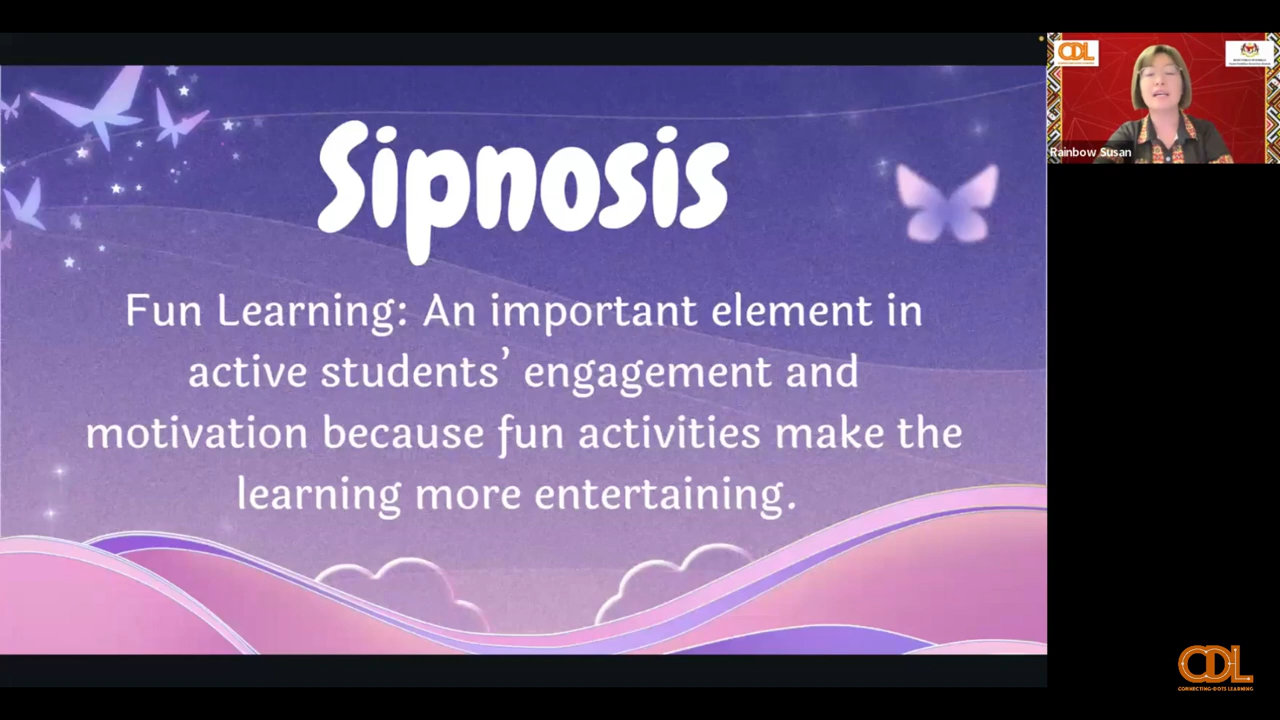 Sipnosis
Fun Learning: An important element in
active students’ engagement and
motivation because fun activities make the
learning more entertaining.
CDL
Rainbow Susan
CDL
CONNECTING-DOTS LEARNING